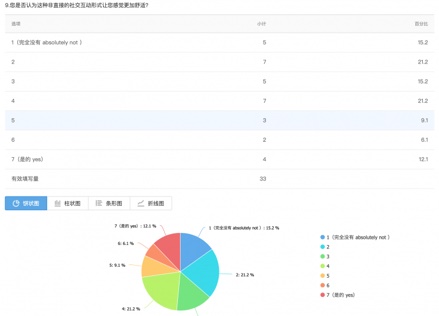 9.您是否认为这种非直接的社交互动形式让您感觉更加舒适?
选项 小计 百分比
1（完全没有 absolutely not ） 5 15.2
2 7 21.2
3 5 15.2
4 7 21.2
5 3 9.1
6 2 6.1
7（是的 yes） 4 12.1
有效填写量 33
饼状图 柱状图 条形图 折线图
7（是的 yes）: 12.1 %
1（完全没有 absolutely not ）: 15.2 %
6: 6.1 %
5: 9.1 %
2: 21.2 %
4: 21.2 %
1（完全没有 absolutely not ）
2
3
4
5
6
7（是的 yes）